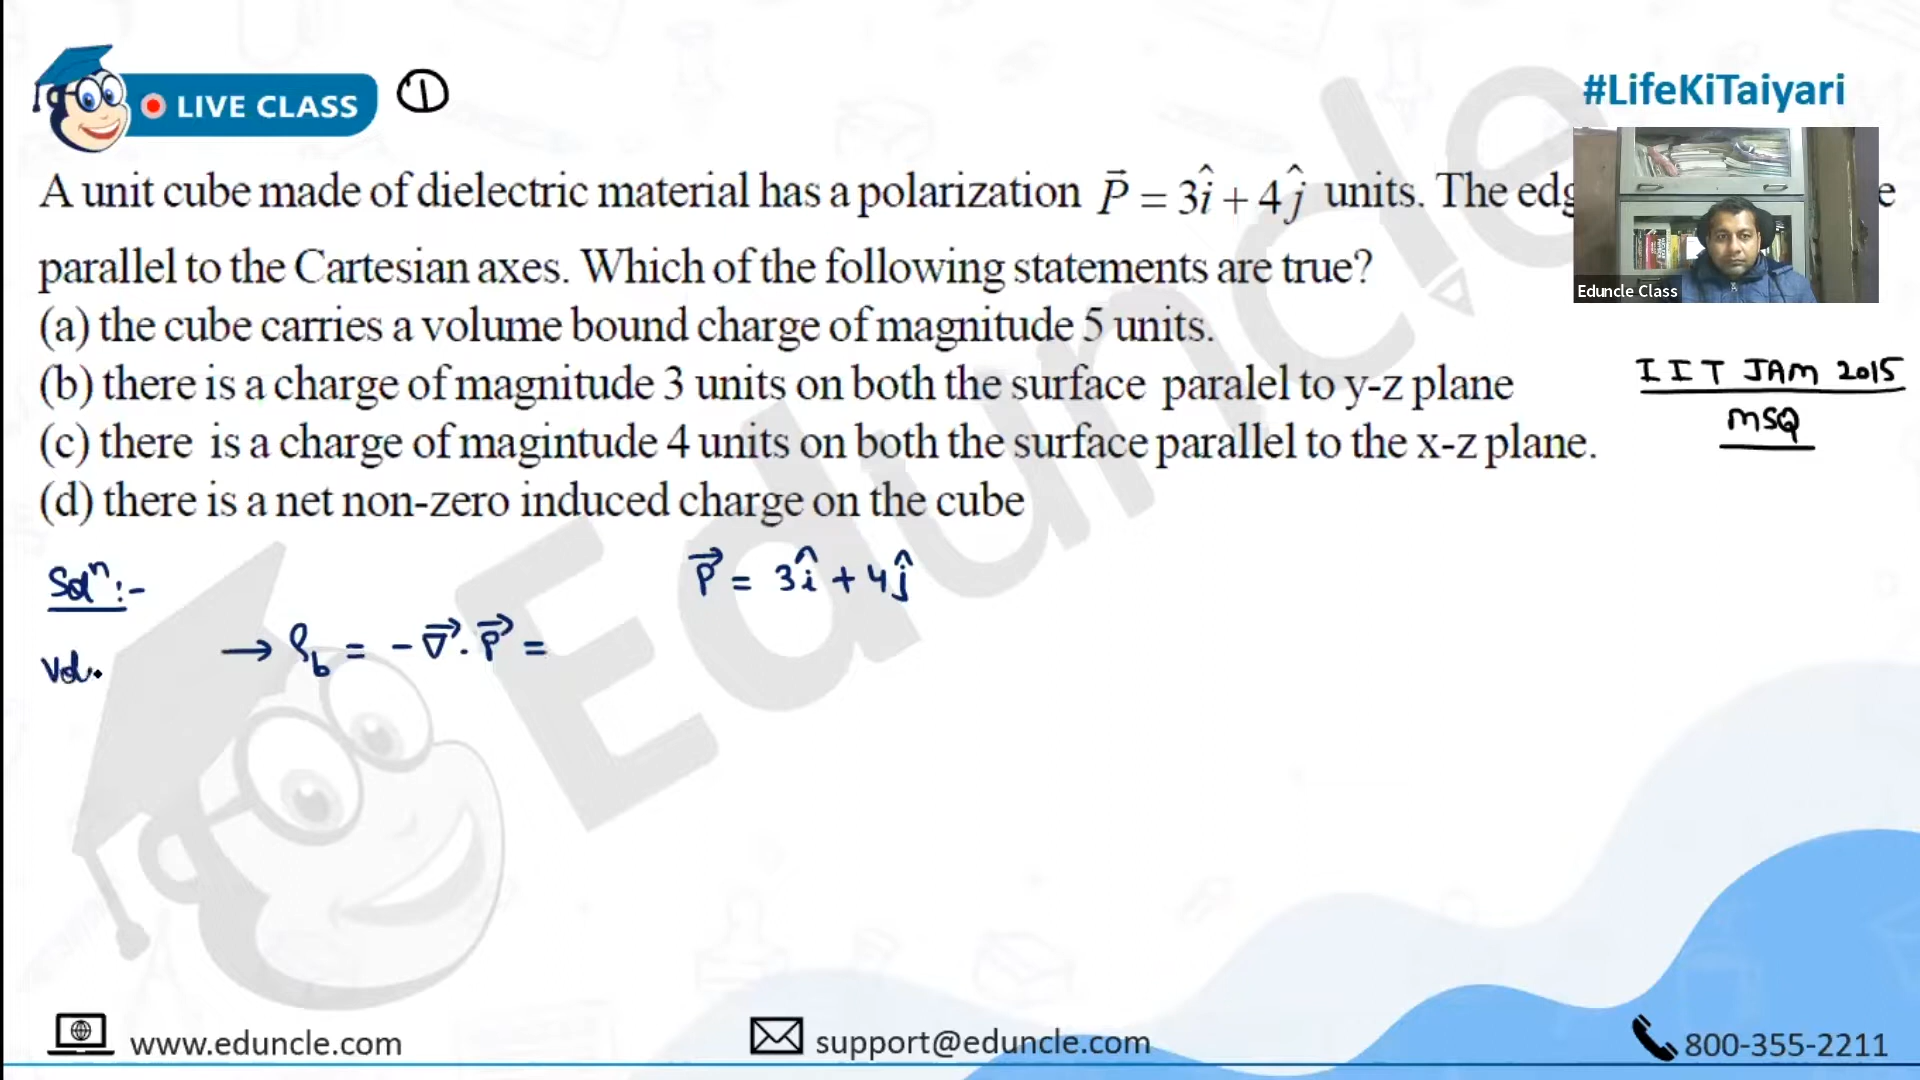 LIVE CLASS ①
#LifeKiTaiyari
A unit cube made of dielectric material has a polarization P⃗ = 3î + 4ĵ units. The edg e
parallel to the Cartesian axes. Which of the following statements are true?
Eduncle Class
(a) the cube carries a volume bound charge of magnitude 5 units.
(b) there is a charge of magnitude 3 units on both the surface paralel to y-z plane
(c) there is a charge of magintude 4 units on both the surface parallel to the x-z plane.
(d) there is a net non-zero induced charge on the cube
IIT JAM 2015
MSQ
Solⁿ :-
P⃗ = 3î + 4ĵ
Vol. → ρb = - ∇⃗ . P⃗ =
Eduncle
www.eduncle.com
support@eduncle.com
800-355-2211